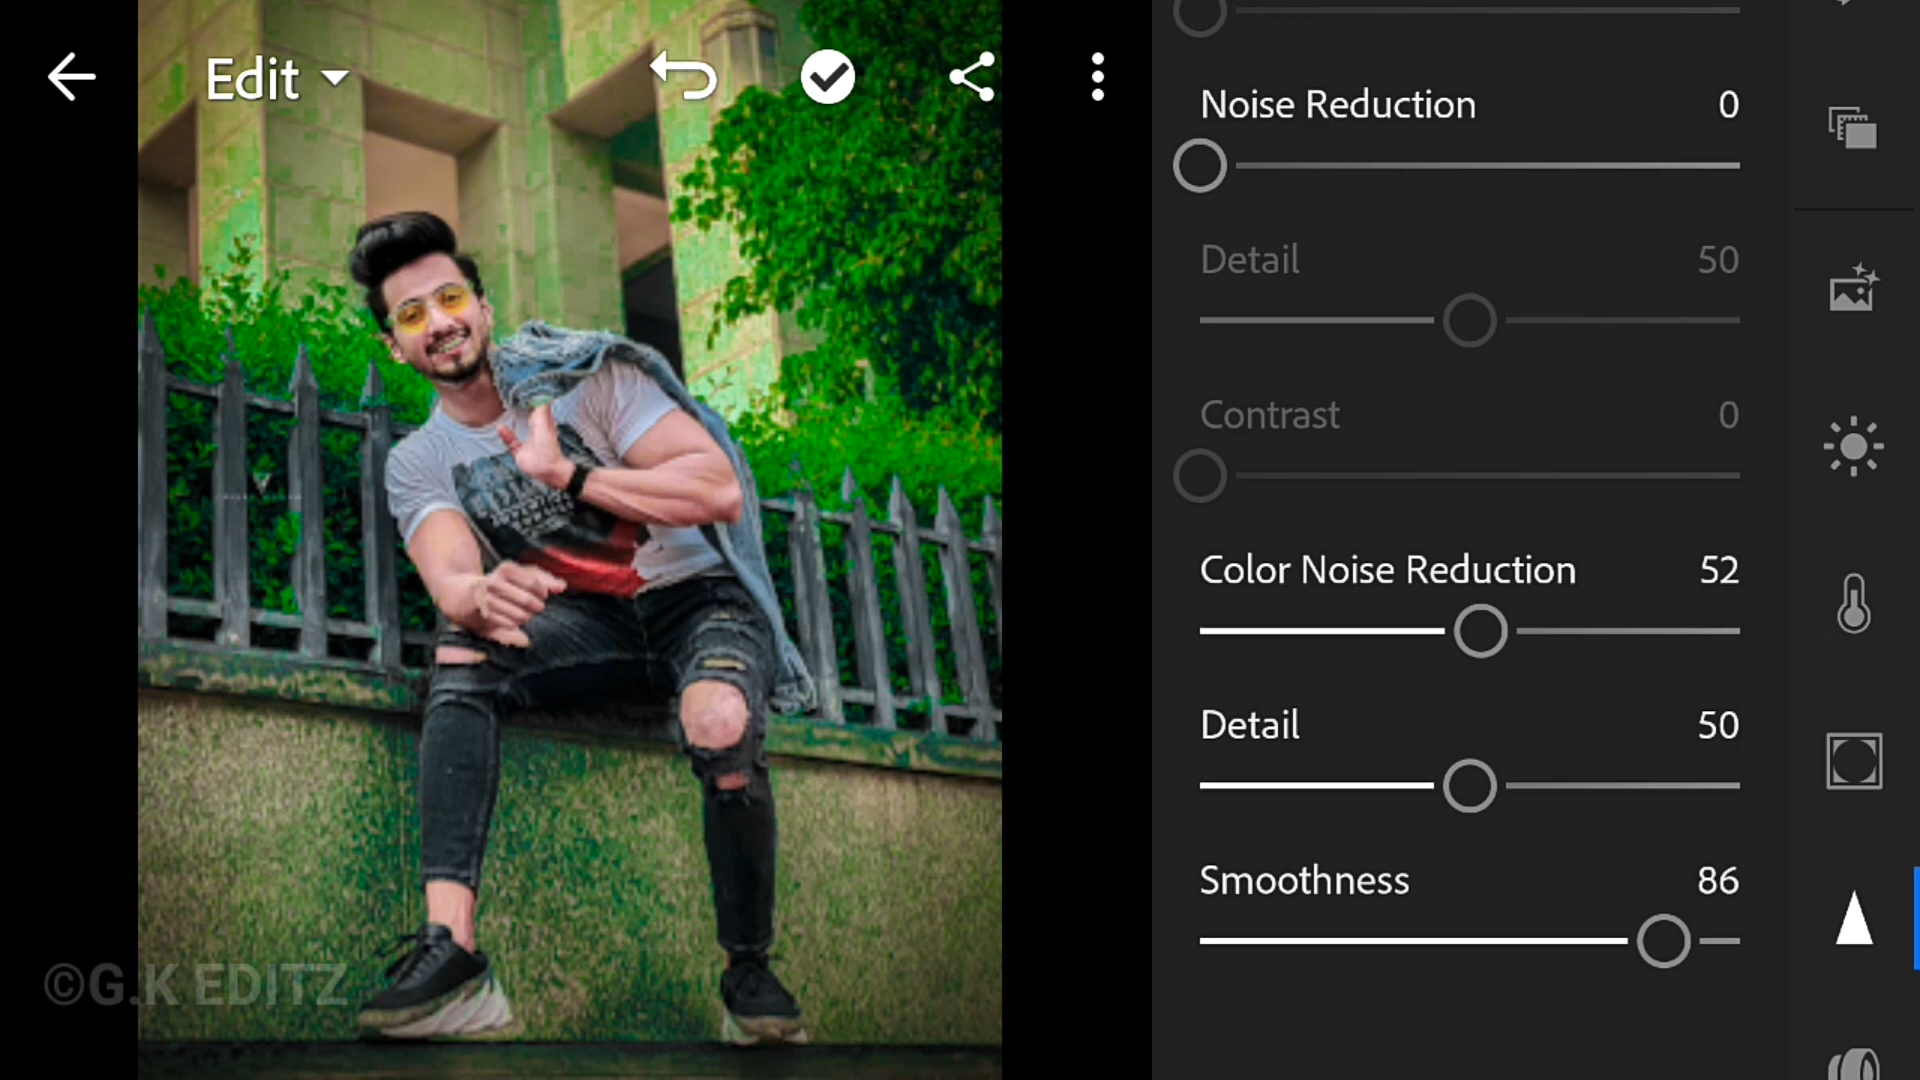 Edit
Noise Reduction 0
Detail 50
Contrast 0
Color Noise Reduction 52
Detail 50
Smoothness 86
©G.K EDITZ